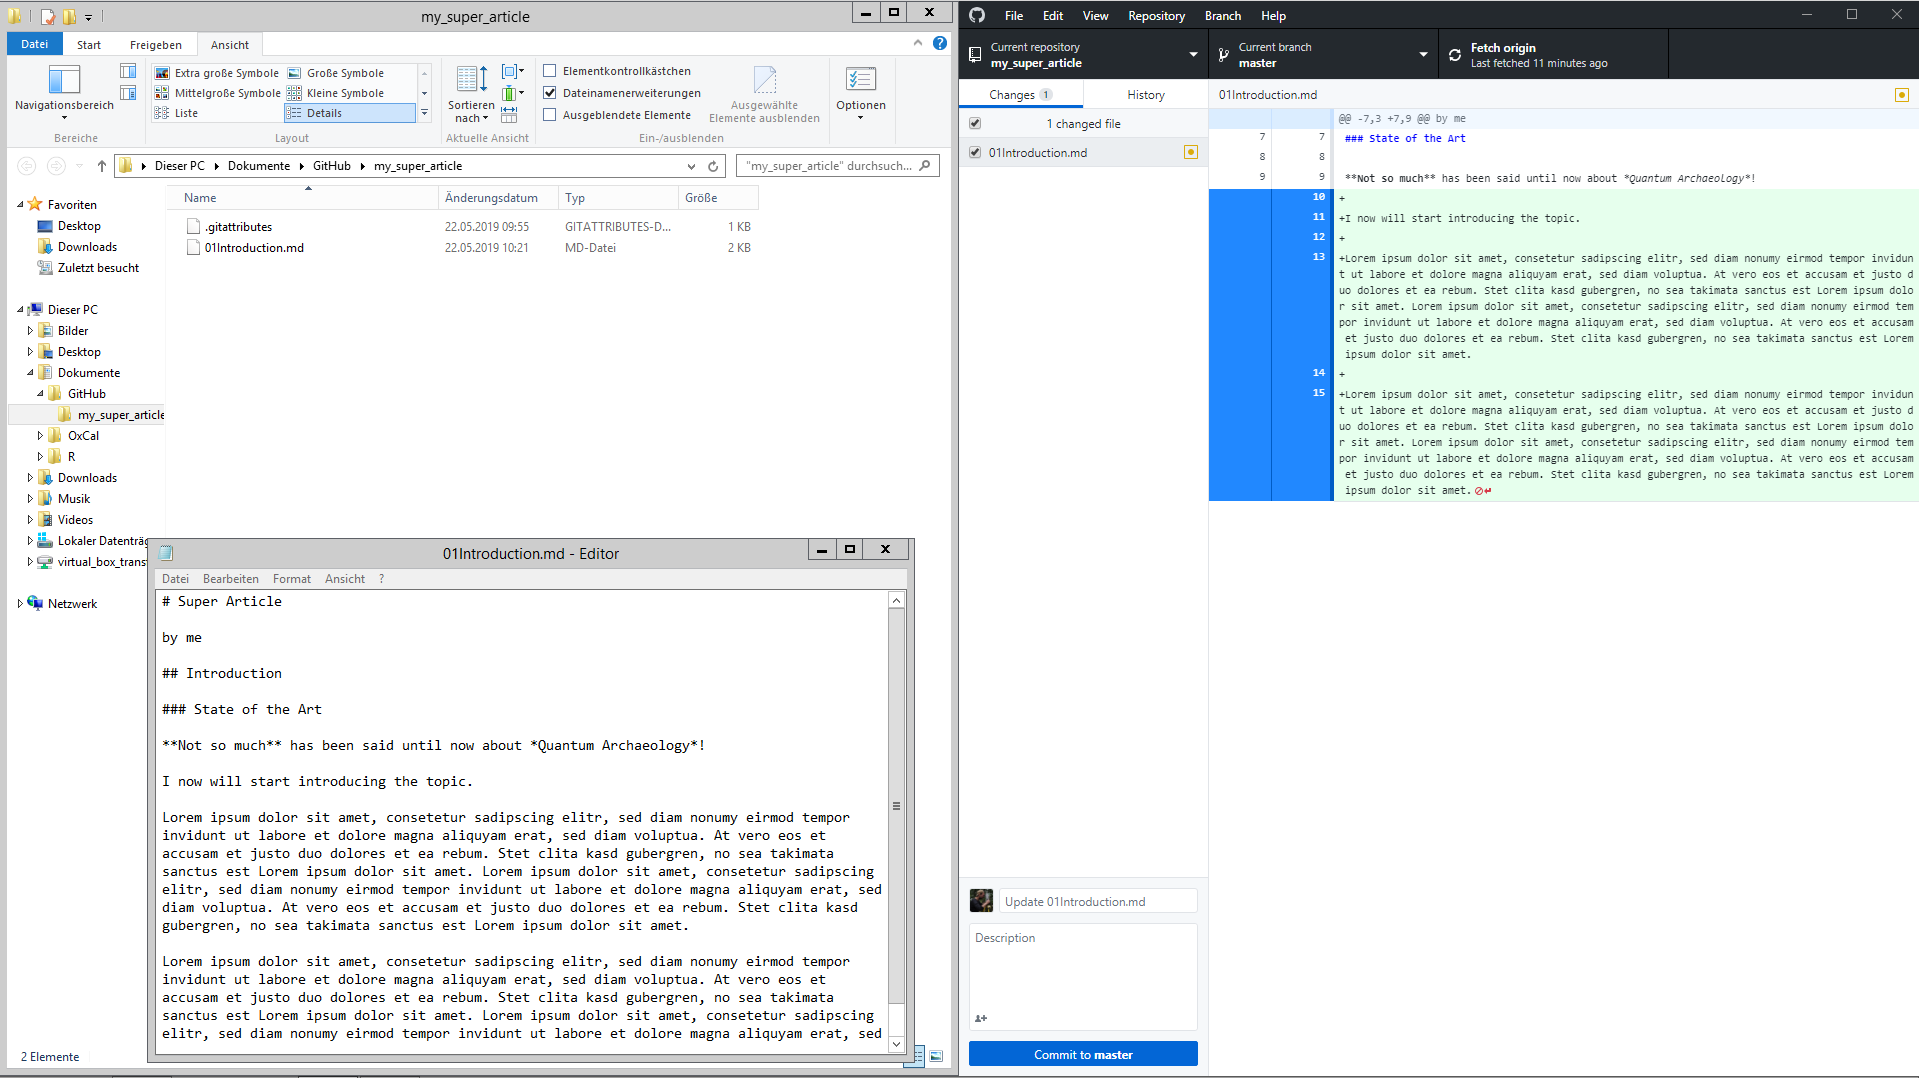 my_super_article
Datei Start Freigeben Ansicht
Navigationsbereich
Bereiche
Extra große Symbole Große Symbole
Mittelgroße Symbole Kleine Symbole
Liste Details
Layout
Sortieren
nach
Aktuelle Ansicht
Elementkontrollkästchen
Dateinamenerweiterungen
Ausgeblendete Elemente
Ausgewählte
Elemente ausblenden
Ein-/ausblenden
Optionen
Dieser PC Dokumente GitHub my_super_article
"my_super_article" durchsuch...
Favoriten
Desktop
Downloads
Zuletzt besucht
Dieser PC
Bilder
Desktop
Dokumente
GitHub
my_super_article
OxCal
R
Downloads
Musik
Videos
Lokaler Datenträg
virtual_box_trans
Netzwerk
Name Änderungsdatum Typ Größe
.gitattributes 22.05.2019 09:55 GITATTRIBUTES-D... 1 KB
01Introduction.md 22.05.2019 10:21 MD-Datei 2 KB
2 Elemente
01Introduction.md - Editor
Datei Bearbeiten Format Ansicht ?
# Super Article
by me
## Introduction
### State of the Art
**Not so much** has been said until now about *Quantum Archaeology*!
I now will start introducing the topic.
Lorem ipsum dolor sit amet, consetetur sadipscing elitr, sed diam nonumy eirmod tempor
invidunt ut labore et dolore magna aliquyam erat, sed diam voluptua. At vero eos et
accusam et justo duo dolores et ea rebum. Stet clita kasd gubergren, no sea takimata
sanctus est Lorem ipsum dolor sit amet. Lorem ipsum dolor sit amet, consetetur sadipscing
elitr, sed diam nonumy eirmod tempor invidunt ut labore et dolore magna aliquyam erat, sed
diam voluptua. At vero eos et accusam et justo duo dolores et ea rebum. Stet clita kasd
gubergren, no sea takimata sanctus est Lorem ipsum dolor sit amet.
Lorem ipsum dolor sit amet, consetetur sadipscing elitr, sed diam nonumy eirmod tempor
invidunt ut labore et dolore magna aliquyam erat, sed diam voluptua. At vero eos et
accusam et justo duo dolores et ea rebum. Stet clita kasd gubergren, no sea takimata
sanctus est Lorem ipsum dolor sit amet. Lorem ipsum dolor sit amet, consetetur sadipscing
elitr, sed diam nonumy eirmod tempor invidunt ut labore et dolore magna aliquyam erat, sed
File Edit View Repository Branch Help
Current repository
my_super_article
Current branch
master
Fetch origin
Last fetched 11 minutes ago
Changes 1 History
1 changed file
01Introduction.md
Update 01Introduction.md
Description
Commit to master
01Introduction.md
@@ -7,3 +7,9 @@ by me
7 7 ### State of the Art
8 8
9 9 **Not so much** has been said until now about *Quantum Archaeology*!
10 +
11 +I now will start introducing the topic.
12 +
13 +Lorem ipsum dolor sit amet, consetetur sadipscing elitr, sed diam nonumy eirmod tempor invidun
t ut labore et dolore magna aliquyam erat, sed diam voluptua. At vero eos et accusam et justo d
uo dolores et ea rebum. Stet clita kasd gubergren, no sea takimata sanctus est Lorem ipsum dolo
r sit amet. Lorem ipsum dolor sit amet, consetetur sadipscing elitr, sed diam nonumy eirmod tem
por invidunt ut labore et dolore magna aliquyam erat, sed diam voluptua. At vero eos et accusam
et justo duo dolores et ea rebum. Stet clita kasd gubergren, no sea takimata sanctus est Lorem
ipsum dolor sit amet.
14 +
15 +Lorem ipsum dolor sit amet, consetetur sadipscing elitr, sed diam nonumy eirmod tempor invidun
t ut labore et dolore magna aliquyam erat, sed diam voluptua. At vero eos et accusam et justo d
uo dolores et ea rebum. Stet clita kasd gubergren, no sea takimata sanctus est Lorem ipsum dolo
r sit amet. Lorem ipsum dolor sit amet, consetetur sadipscing elitr, sed diam nonumy eirmod tem
por invidunt ut labore et dolore magna aliquyam erat, sed diam voluptua. At vero eos et accusam
et justo duo dolores et ea rebum. Stet clita kasd gubergren, no sea takimata sanctus est Lorem
ipsum dolor sit amet.